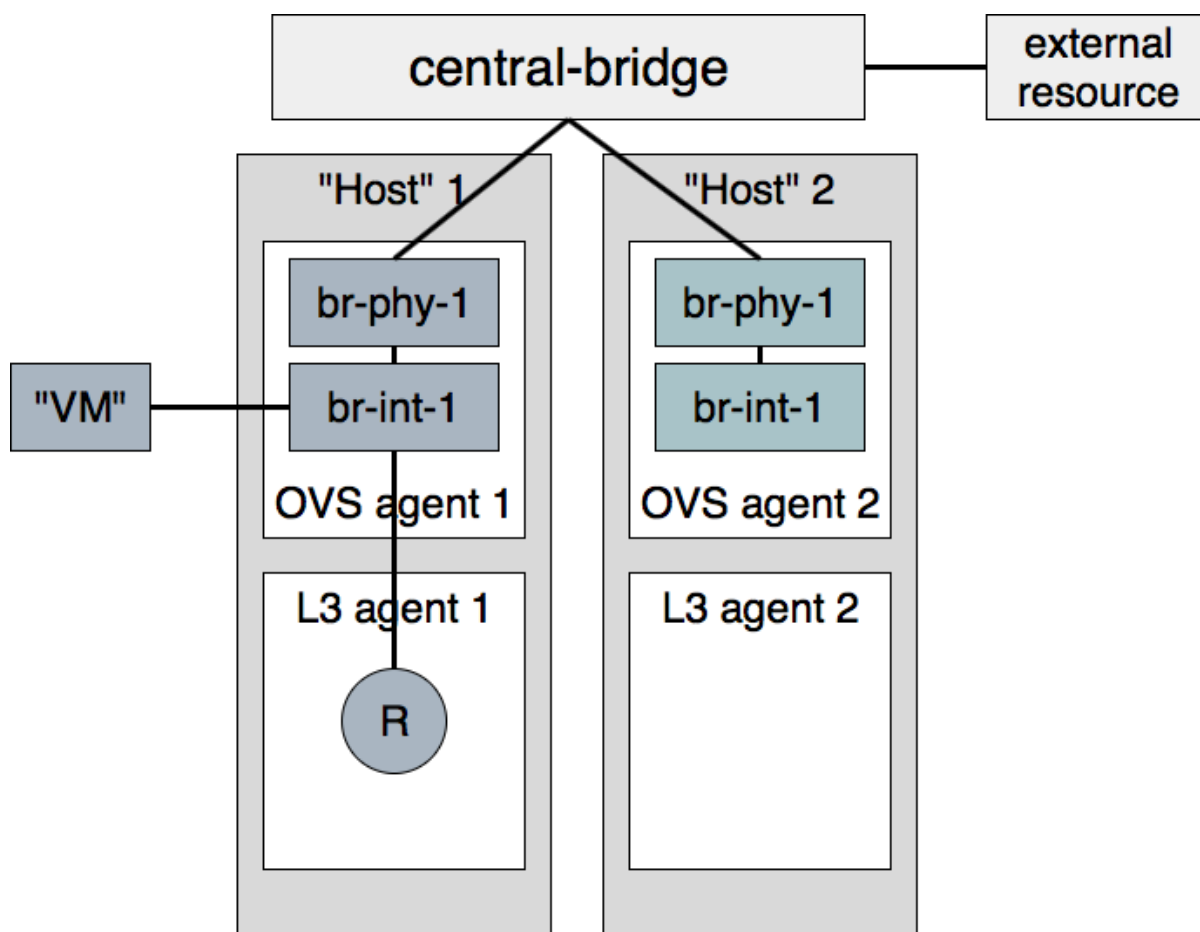 central-bridge
external
resource
"Host" 1
"Host" 2
br-phy-1
br-phy-1
"VM"
br-int-1
br-int-1
OVS agent 1
OVS agent 2
L3 agent 1
L3 agent 2
R